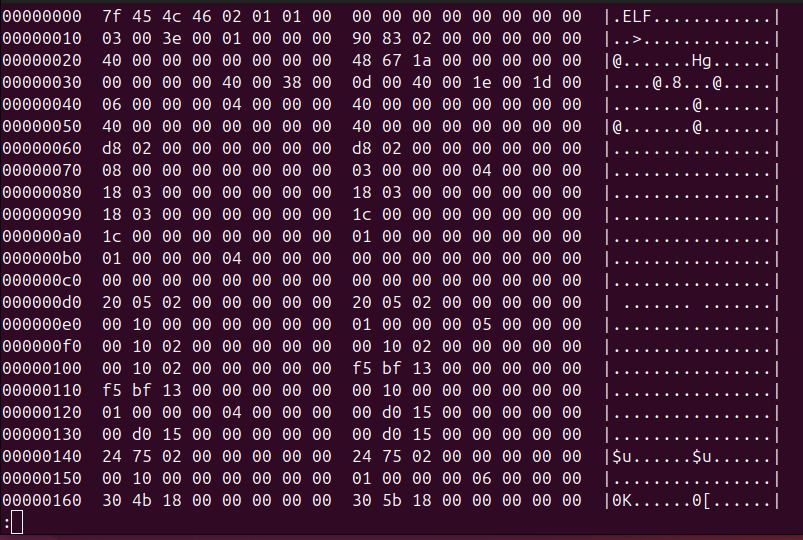 00000000  7f 45 4c 46 02 01 01 00  00 00 00 00 00 00 00 00  |.ELF............|
00000010  03 00 3e 00 01 00 00 00  90 83 02 00 00 00 00 00  |..>.............|
00000020  40 00 00 00 00 00 00 00  48 67 1a 00 00 00 00 00  |@.......Hg......|
00000030  00 00 00 00 40 00 38 00  0d 00 40 00 1e 00 1d 00  |....@.8...@.....|
00000040  06 00 00 00 04 00 00 00  40 00 00 00 00 00 00 00  |........@.......|
00000050  40 00 00 00 00 00 00 00  40 00 00 00 00 00 00 00  |@.......@.......|
00000060  d8 02 00 00 00 00 00 00  d8 02 00 00 00 00 00 00  |................|
00000070  08 00 00 00 00 00 00 00  03 00 00 00 04 00 00 00  |................|
00000080  18 03 00 00 00 00 00 00  18 03 00 00 00 00 00 00  |................|
00000090  18 03 00 00 00 00 00 00  1c 00 00 00 00 00 00 00  |................|
000000a0  1c 00 00 00 00 00 00 00  01 00 00 00 00 00 00 00  |................|
000000b0  01 00 00 00 04 00 00 00  00 00 00 00 00 00 00 00  |................|
000000c0  00 00 00 00 00 00 00 00  00 00 00 00 00 00 00 00  |................|
000000d0  20 05 02 00 00 00 00 00  20 05 02 00 00 00 00 00  | ....... .......|
000000e0  00 10 00 00 00 00 00 00  01 00 00 00 05 00 00 00  |................|
000000f0  00 10 02 00 00 00 00 00  00 10 02 00 00 00 00 00  |................|
00000100  00 10 02 00 00 00 00 00  f5 bf 13 00 00 00 00 00  |................|
00000110  f5 bf 13 00 00 00 00 00  00 10 00 00 00 00 00 00  |................|
00000120  01 00 00 00 04 00 00 00  00 d0 15 00 00 00 00 00  |................|
00000130  00 d0 15 00 00 00 00 00  00 d0 15 00 00 00 00 00  |................|
00000140  24 75 02 00 00 00 00 00  24 75 02 00 00 00 00 00  |$u......$u......|
00000150  00 10 00 00 00 00 00 00  01 00 00 00 06 00 00 00  |................|
00000160  30 4b 18 00 00 00 00 00  30 5b 18 00 00 00 00 00  |0K......0[......|
: